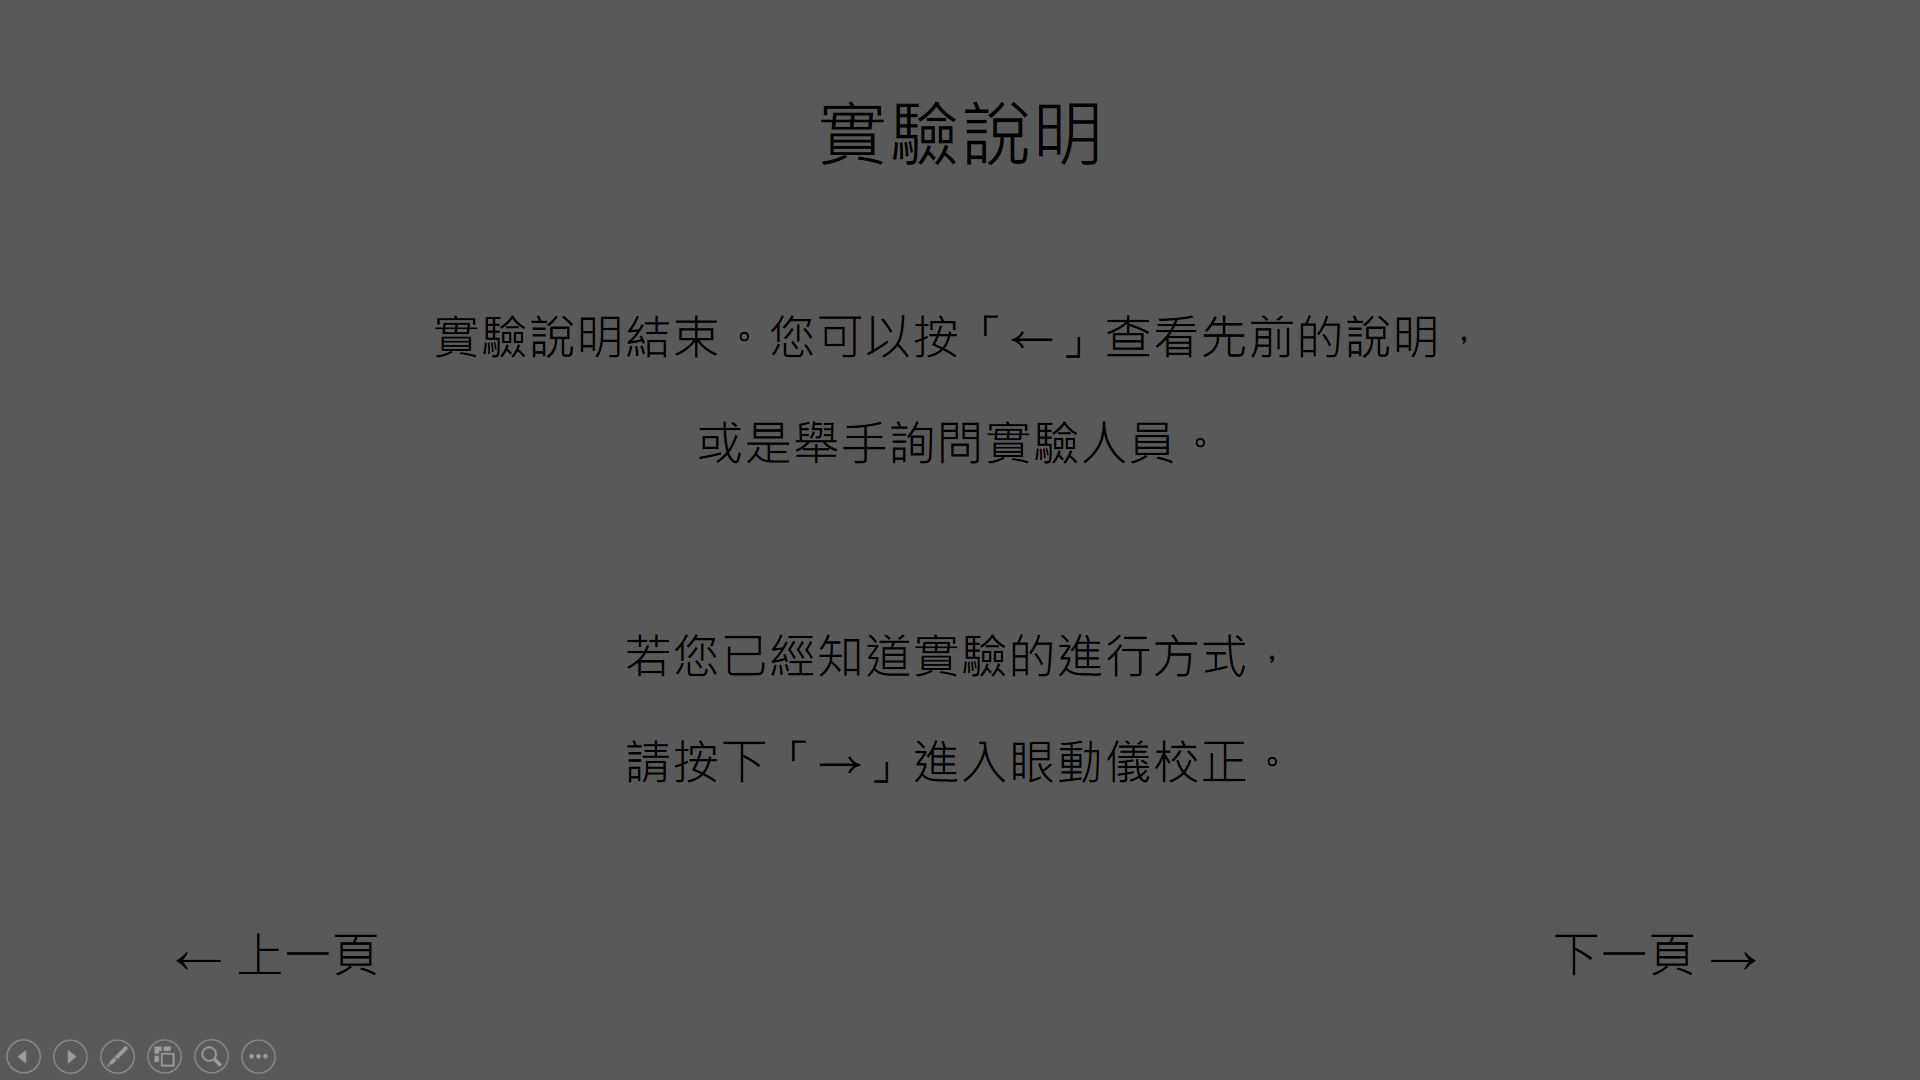 實驗說明
實驗說明結束。您可以按「←」查看先前的說明，
或是舉手詢問實驗人員。
若您已經知道實驗的進行方式，
請按下「→」進入眼動儀校正。
← 上一頁
下一頁 →